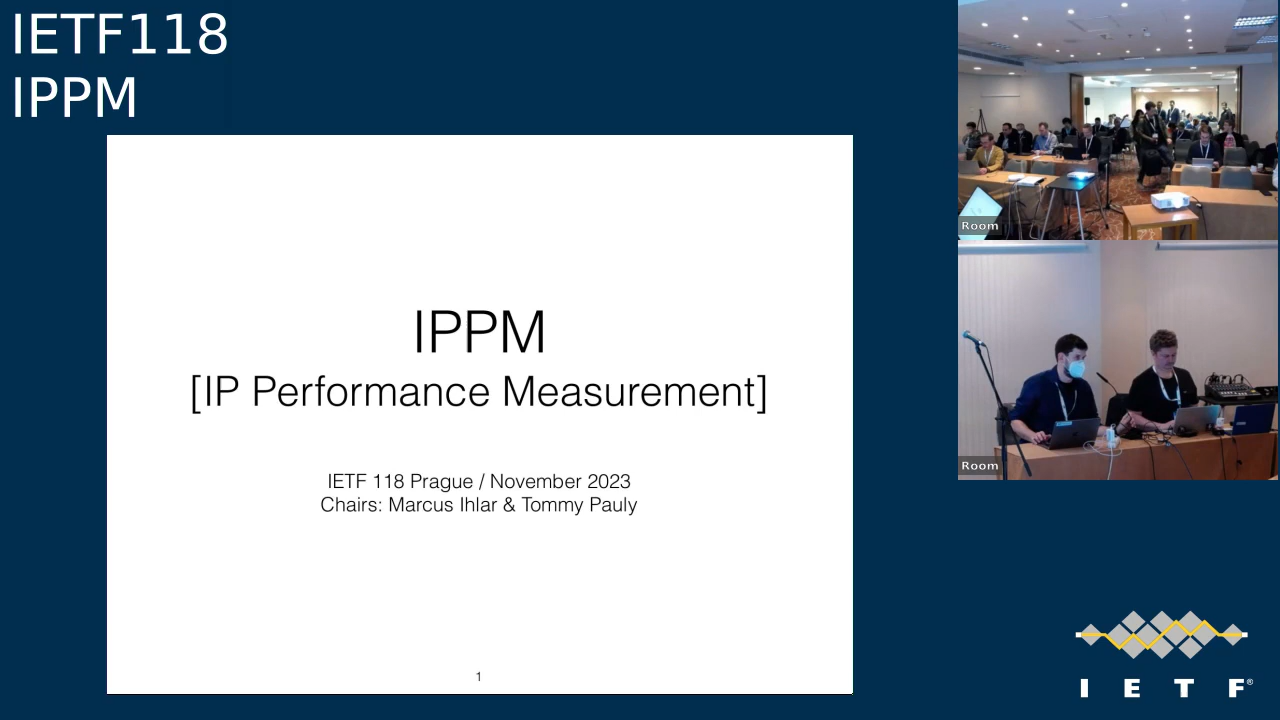 IETF118
IPPM
IPPM
[IP Performance Measurement]
IETF 118 Prague / November 2023
Chairs: Marcus Ihlar & Tommy Pauly
1
Room
Room
I E T F®